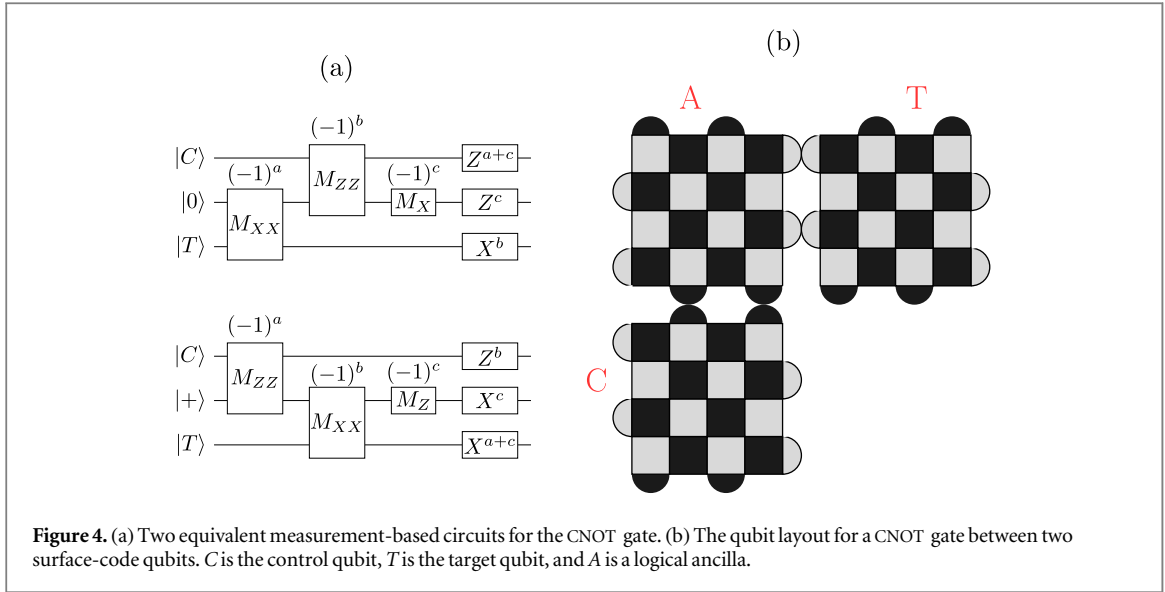 (a)
(b)
(−1)^b
|C⟩ Z^{a+c}
(−1)^a M_{ZZ} (−1)^c
|0⟩ M_X Z^c
M_{XX}
|T⟩ X^b
(−1)^a
|C⟩ Z^b
M_{ZZ} (−1)^b (−1)^c
|+⟩ M_Z X^c
M_{XX}
|T⟩ X^{a+c}
A T
C
Figure 4. (a) Two equivalent measurement-based circuits for the CNOT gate. (b) The qubit layout for a CNOT gate between two
surface-code qubits. C is the control qubit, T is the target qubit, and A is a logical ancilla.